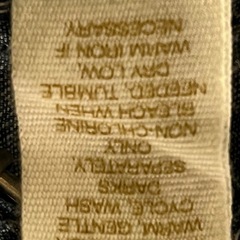 WARM, GENTLE
CYCLE. WASH
DARKS
SEPARATELY.
ONLY
NON-CHLORINE
BLEACH WHEN
NEEDED. TUMBLE
DRY LOW.
WARM IRON IF
NECESSARY.